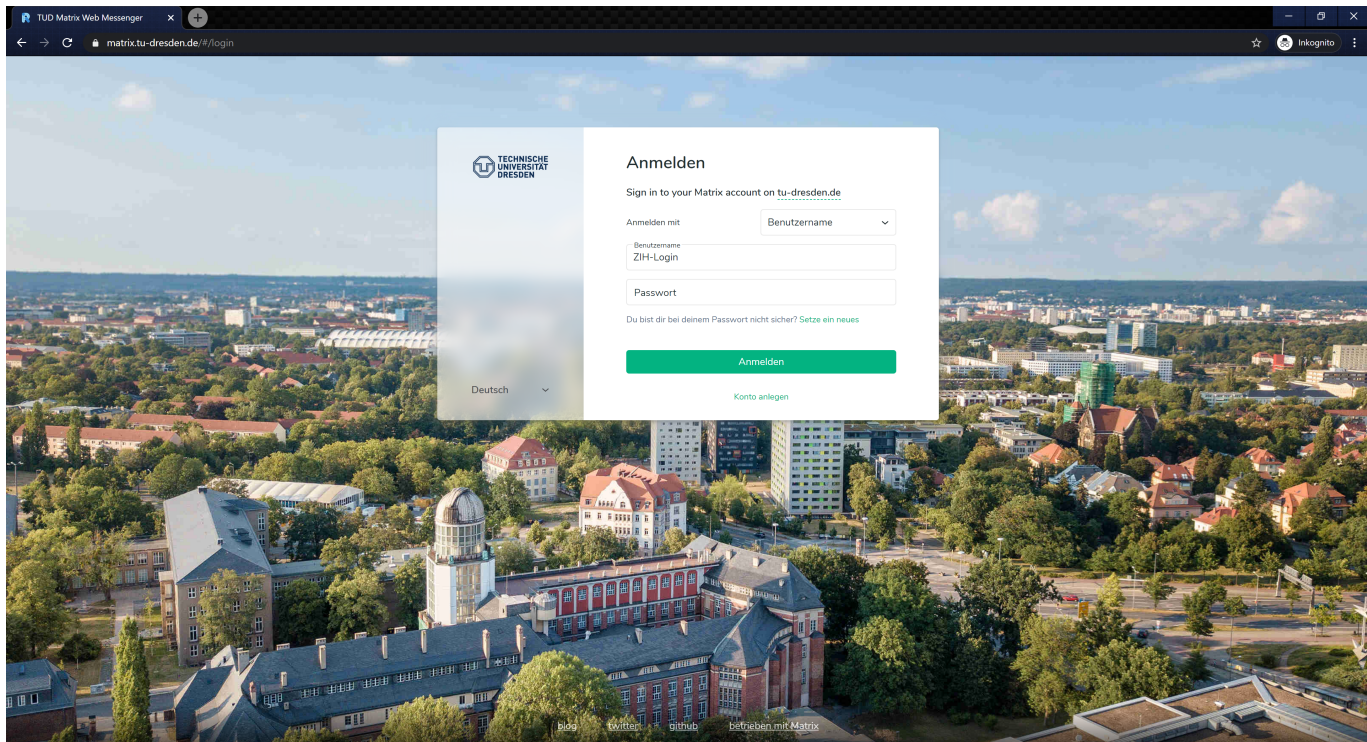 TUD Matrix Web Messenger
matrix.tu-dresden.de/#/login
Inkognito
TECHNISCHE
UNIVERSITÄT
DRESDEN
Deutsch
Anmelden
Sign in to your Matrix account on tu-dresden.de
Anmelden mit
Benutzername
Benutzername
ZIH-Login
Passwort
Du bist dir bei deinem Passwort nicht sicher? Setze ein neues
Anmelden
Konto anlegen
blog twitter github betrieben mit Matrix